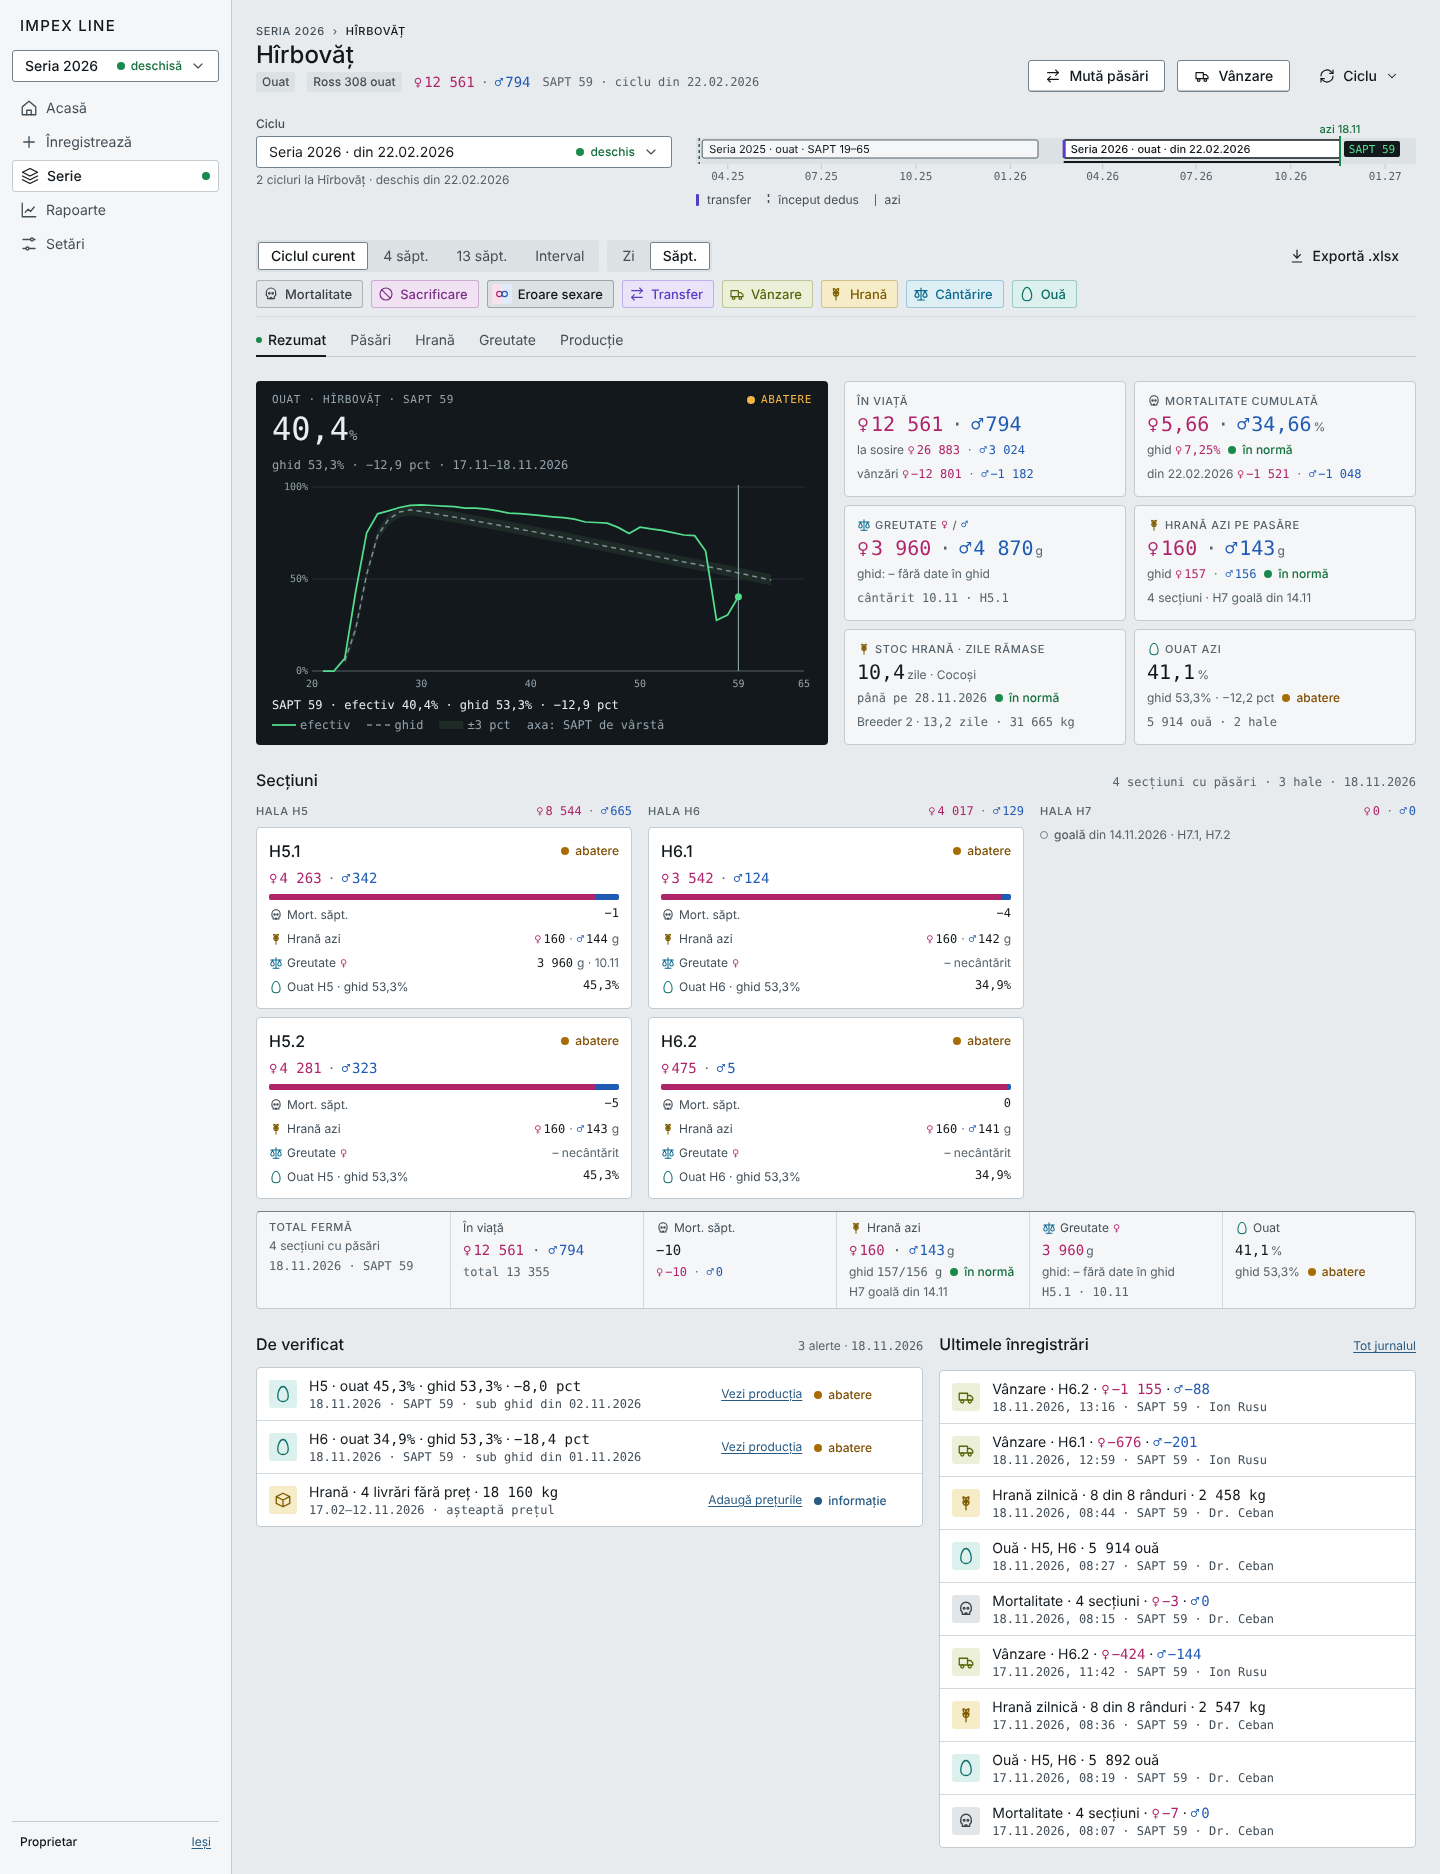 IMPEX LINE
Seria 2026 deschisă
Acasă
Înregistrează
Serie
Rapoarte
Setări
Proprietar Ieși
SERIA 2026 › HÎRBOVĂȚ
Hîrbovăț
Ouat Ross 308 ouat ♀12 561 · ♂794 SAPT 59 · ciclu din 22.02.2026
Mută păsări Vânzare Ciclu
Ciclu
Seria 2026 · din 22.02.2026 deschis
2 cicluri la Hîrbovăț · deschis din 22.02.2026
azi 18.11
Seria 2025 · ouat · SAPT 19–65 Seria 2026 · ouat · din 22.02.2026 SAPT 59
04.25 07.25 10.25 01.26 04.26 07.26 10.26 01.27
transfer început dedus azi
Ciclul curent 4 săpt. 13 săpt. Interval Zi Săpt. Exportă .xlsx
Mortalitate Sacrificare Eroare sexare Transfer Vânzare Hrană Cântărire Ouă
Rezumat Păsări Hrană Greutate Producție
OUAT · HÎRBOVĂȚ · SAPT 59 ABATERE
40,4%
ghid 53,3% · −12,9 pct · 17.11–18.11.2026
100%
50%
0%
20 30 40 50 59 65
SAPT 59 · efectiv 40,4% · ghid 53,3% · −12,9 pct
efectiv ghid ±3 pct axa: SAPT de vârstă
ÎN VIAȚĂ
♀12 561 · ♂794
la sosire ♀26 883 · ♂3 024
vânzări ♀−12 801 · ♂−1 182
MORTALITATE CUMULATĂ
♀5,66 · ♂34,66%
ghid ♀7,25% în normă
din 22.02.2026 ♀−1 521 · ♂−1 048
GREUTATE ♀ / ♂
♀3 960 · ♂4 870g
ghid: – fără date în ghid
cântărit 10.11 · H5.1
HRANĂ AZI PE PASĂRE
♀160 · ♂143g
ghid ♀157 · ♂156 în normă
4 secțiuni · H7 goală din 14.11
STOC HRANĂ · ZILE RĂMASE
10,4 zile · Cocoși
până pe 28.11.2026 în normă
Breeder 2 · 13,2 zile · 31 665 kg
OUAT AZI
41,1%
ghid 53,3% · −12,2 pct abatere
5 914 ouă · 2 hale
Secțiuni 4 secțiuni cu păsări · 3 hale · 18.11.2026
HALA H5 ♀8 544 · ♂665
H5.1 abatere
♀4 263 · ♂342
Mort. săpt. −1
Hrană azi ♀160 · ♂144 g
Greutate ♀ 3 960 g · 10.11
Ouat H5 · ghid 53,3% 45,3%
H5.2 abatere
♀4 281 · ♂323
Mort. săpt. −5
Hrană azi ♀160 · ♂143 g
Greutate ♀ – necântărit
Ouat H5 · ghid 53,3% 45,3%
HALA H6 ♀4 017 · ♂129
H6.1 abatere
♀3 542 · ♂124
Mort. săpt. −4
Hrană azi ♀160 · ♂142 g
Greutate ♀ – necântărit
Ouat H6 · ghid 53,3% 34,9%
H6.2 abatere
♀475 · ♂5
Mort. săpt. 0
Hrană azi ♀160 · ♂141 g
Greutate ♀ – necântărit
Ouat H6 · ghid 53,3% 34,9%
HALA H7 ♀0 · ♂0
goală din 14.11.2026 · H7.1, H7.2
TOTAL FERMĂ
4 secțiuni cu păsări
18.11.2026 · SAPT 59
În viață
♀12 561 · ♂794
total 13 355
Mort. săpt.
−10
♀−10 · ♂0
Hrană azi
♀160 · ♂143g
ghid 157/156 g în normă
H7 goală din 14.11
Greutate ♀
3 960g
ghid: – fără date în ghid
H5.1 · 10.11
Ouat
41,1%
ghid 53,3% abatere
De verificat 3 alerte · 18.11.2026
H5 · ouat 45,3% · ghid 53,3% · −8,0 pct
18.11.2026 · SAPT 59 · sub ghid din 02.11.2026
Vezi producția abatere
H6 · ouat 34,9% · ghid 53,3% · −18,4 pct
18.11.2026 · SAPT 59 · sub ghid din 01.11.2026
Vezi producția abatere
Hrană · 4 livrări fără preț · 18 160 kg
17.02–12.11.2026 · așteaptă prețul
Adaugă prețurile informație
Ultimele înregistrări Tot jurnalul
Vânzare · H6.2 · ♀−1 155 · ♂−88
18.11.2026, 13:16 · SAPT 59 · Ion Rusu
Vânzare · H6.1 · ♀−676 · ♂−201
18.11.2026, 12:59 · SAPT 59 · Ion Rusu
Hrană zilnică · 8 din 8 rânduri · 2 458 kg
18.11.2026, 08:44 · SAPT 59 · Dr. Ceban
Ouă · H5, H6 · 5 914 ouă
18.11.2026, 08:27 · SAPT 59 · Dr. Ceban
Mortalitate · 4 secțiuni · ♀−3 · ♂0
18.11.2026, 08:15 · SAPT 59 · Dr. Ceban
Vânzare · H6.2 · ♀−424 · ♂−144
17.11.2026, 11:42 · SAPT 59 · Ion Rusu
Hrană zilnică · 8 din 8 rânduri · 2 547 kg
17.11.2026, 08:36 · SAPT 59 · Dr. Ceban
Ouă · H5, H6 · 5 892 ouă
17.11.2026, 08:19 · SAPT 59 · Dr. Ceban
Mortalitate · 4 secțiuni · ♀−7 · ♂0
17.11.2026, 08:07 · SAPT 59 · Dr. Ceban